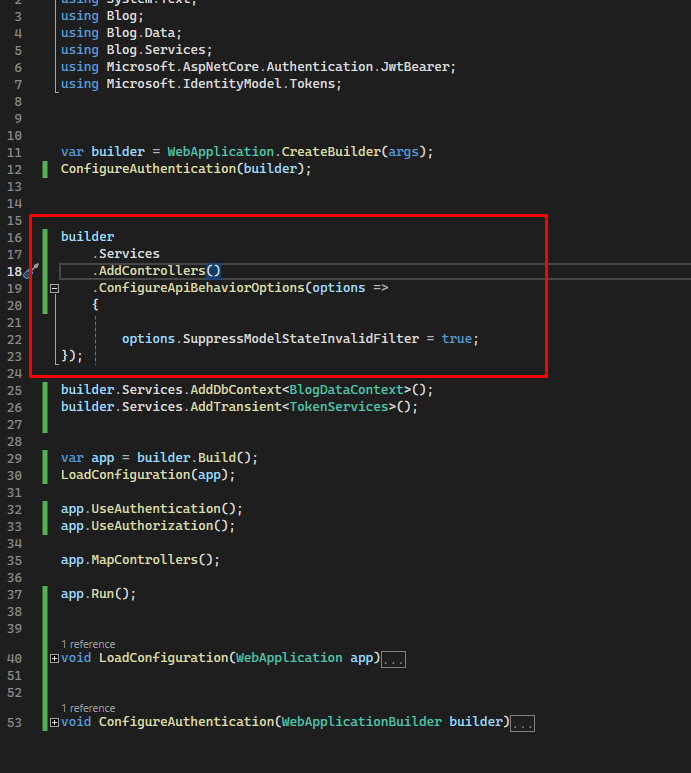 2 using System.Text;
3 using Blog;
4 using Blog.Data;
5 using Blog.Services;
6 using Microsoft.AspNetCore.Authentication.JwtBearer;
7 using Microsoft.IdentityModel.Tokens;
8
9
10
11 var builder = WebApplication.CreateBuilder(args);
12 ConfigureAuthentication(builder);
13
14
15
16 builder
17 .Services
18 .AddControllers()
19 .ConfigureApiBehaviorOptions(options =>
20 {
21
22 options.SuppressModelStateInvalidFilter = true;
23 });
24
25 builder.Services.AddDbContext<BlogDataContext>();
26 builder.Services.AddTransient<TokenServices>();
27
28
29 var app = builder.Build();
30 LoadConfiguration(app);
31
32 app.UseAuthentication();
33 app.UseAuthorization();
34
35 app.MapControllers();
36
37 app.Run();
38
39
1 reference
40 void LoadConfiguration(WebApplication app)...
51
52
1 reference
53 void ConfigureAuthentication(WebApplicationBuilder builder)...